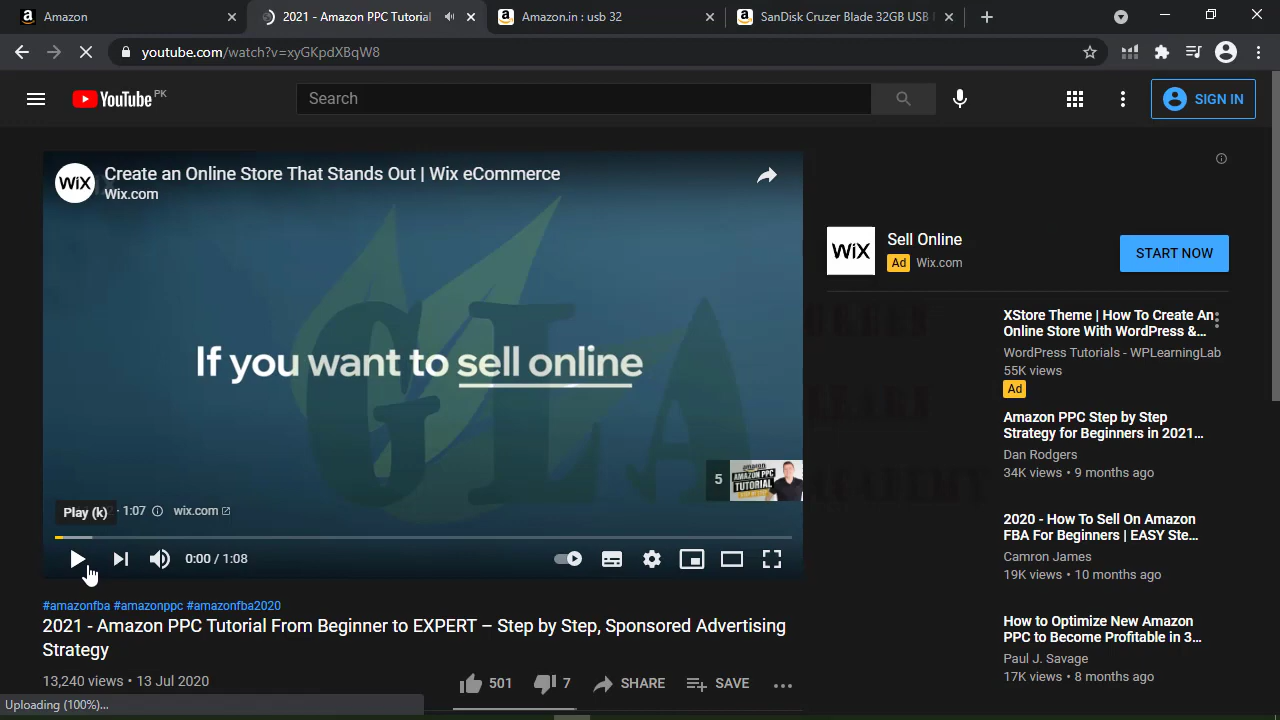 Amazon
2021 - Amazon PPC Tutorial
Amazon.in : usb 32
SanDisk Cruzer Blade 32GB USB
youtube.com/watch?v=xyGKpdXBqW8
YouTube PK
Search
SIGN IN
WiX
Create an Online Store That Stands Out | Wix eCommerce
Wix.com
If you want to sell online
GLA
5
AMAZON PPC
TUTORIAL
Play (k)
· 1:07
wix.com
0:00 / 1:08
#amazonfba #amazonppc #amazonfba2020
2021 - Amazon PPC Tutorial From Beginner to EXPERT – Step by Step, Sponsored Advertising
Strategy
13,240 views • 13 Jul 2020
501
7
SHARE
SAVE
Uploading (100%)...
WiX
Sell Online
Ad Wix.com
START NOW
XStore Theme | How To Create An
Online Store With WordPress &...
WordPress Tutorials - WPLearningLab
55K views
Ad
Amazon PPC Step by Step
Strategy for Beginners in 2021...
Dan Rodgers
34K views • 9 months ago
2020 - How To Sell On Amazon
FBA For Beginners | EASY Ste...
Camron James
19K views • 10 months ago
How to Optimize New Amazon
PPC to Become Profitable in 3...
Paul J. Savage
17K views • 8 months ago